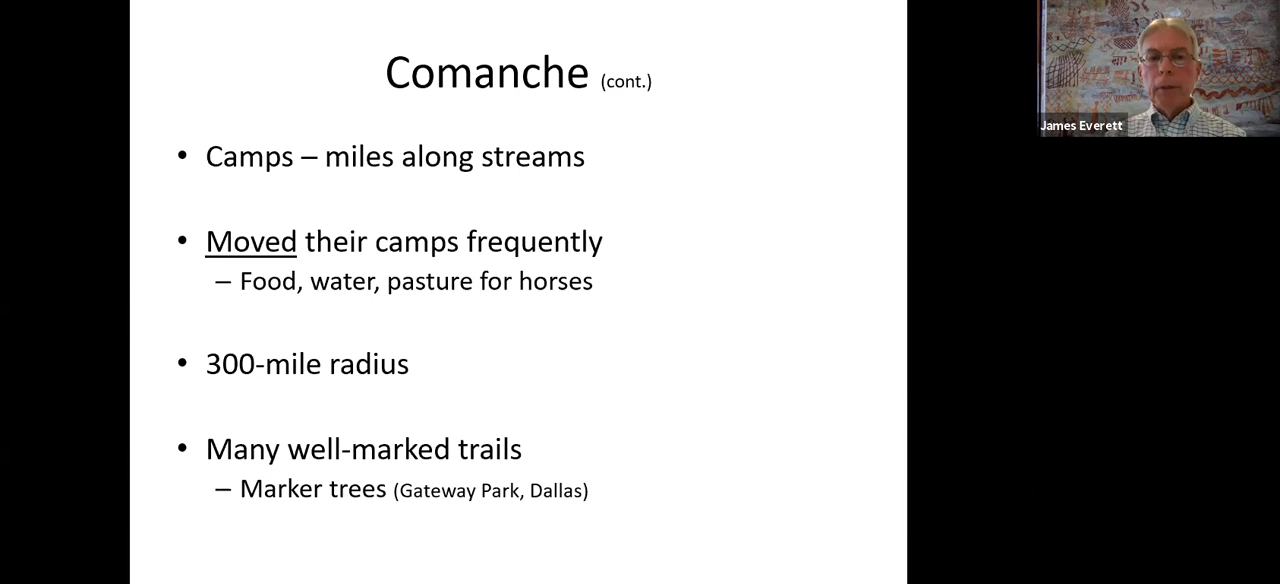 Comanche (cont.)
• Camps – miles along streams
• Moved their camps frequently
– Food, water, pasture for horses
• 300-mile radius
• Many well-marked trails
– Marker trees (Gateway Park, Dallas)
James Everett